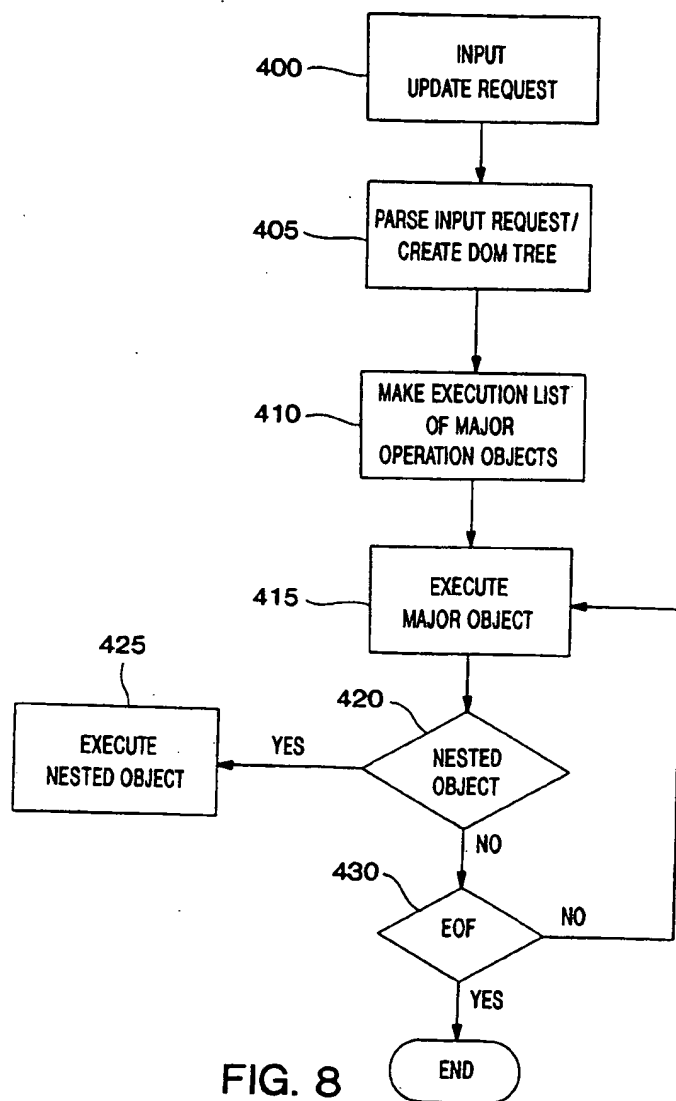 400
INPUT
UPDATE REQUEST
405
PARSE INPUT REQUEST/
CREATE DOM TREE
410
MAKE EXECUTION LIST
OF MAJOR
OPERATION OBJECTS
415
EXECUTE
MAJOR OBJECT
425
EXECUTE
NESTED OBJECT
YES
420
NESTED
OBJECT
NO
430
EOF
NO
YES
END
FIG. 8